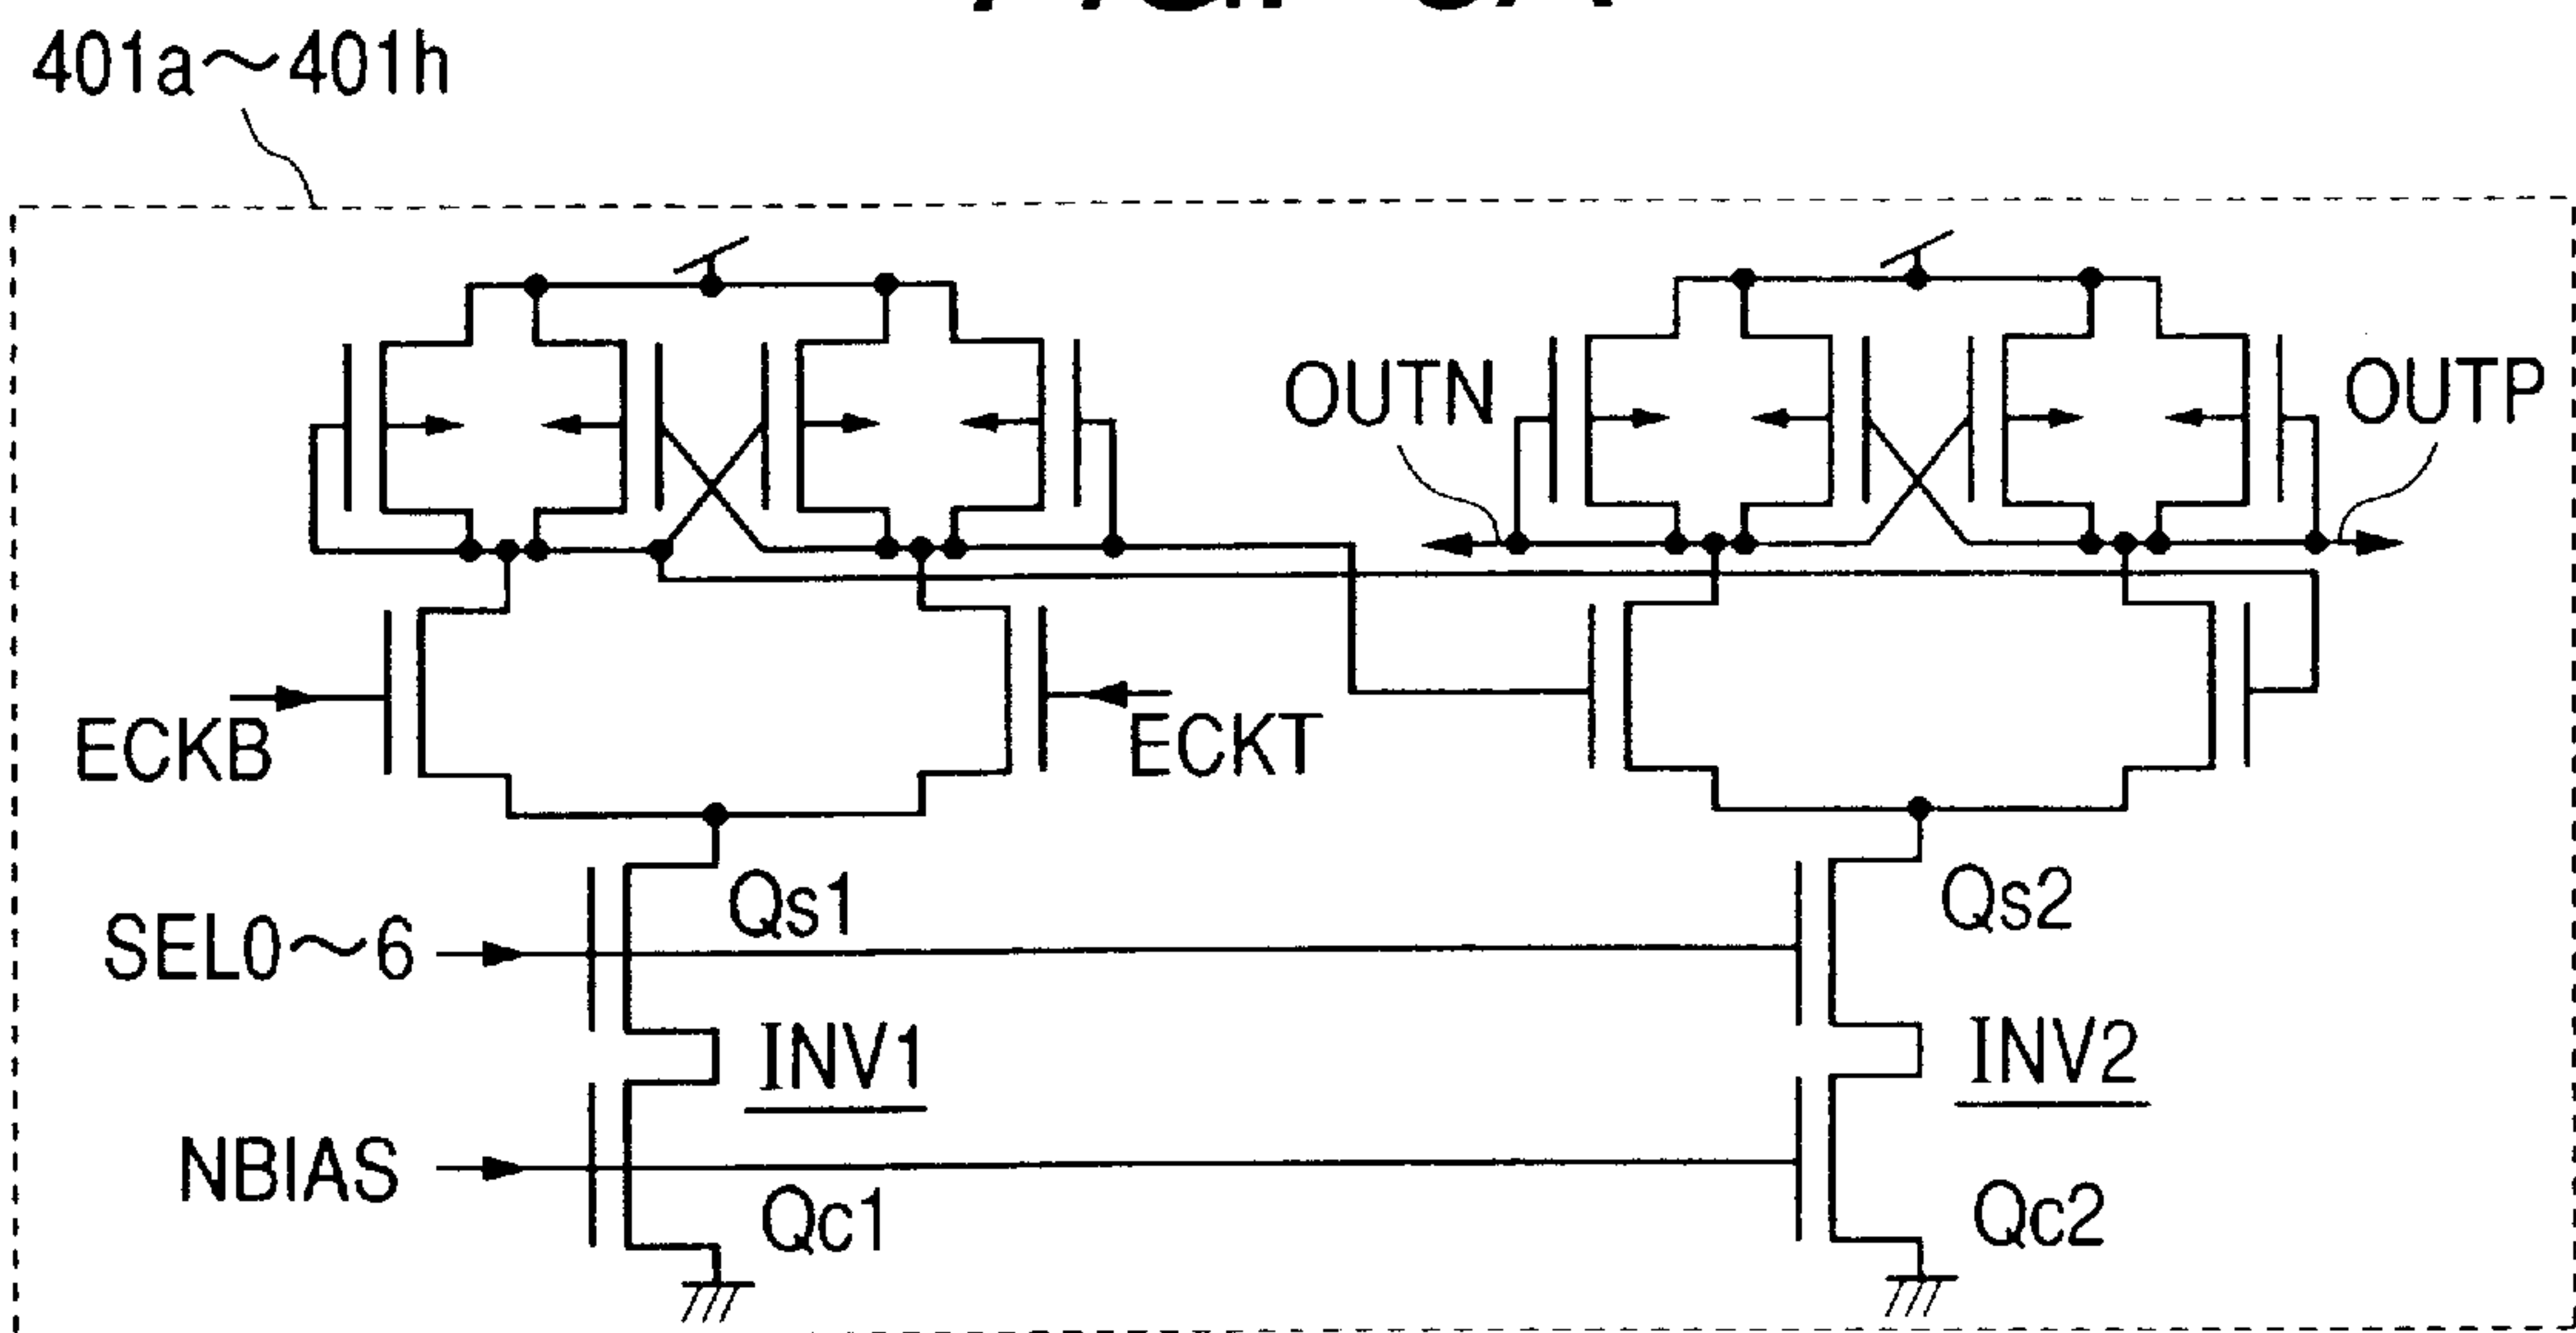 401a～401h
OUTN
OUTP
ECKB
ECKT
Qs1
Qs2
SEL0～6
INV1
INV2
NBIAS
Qc1
Qc2